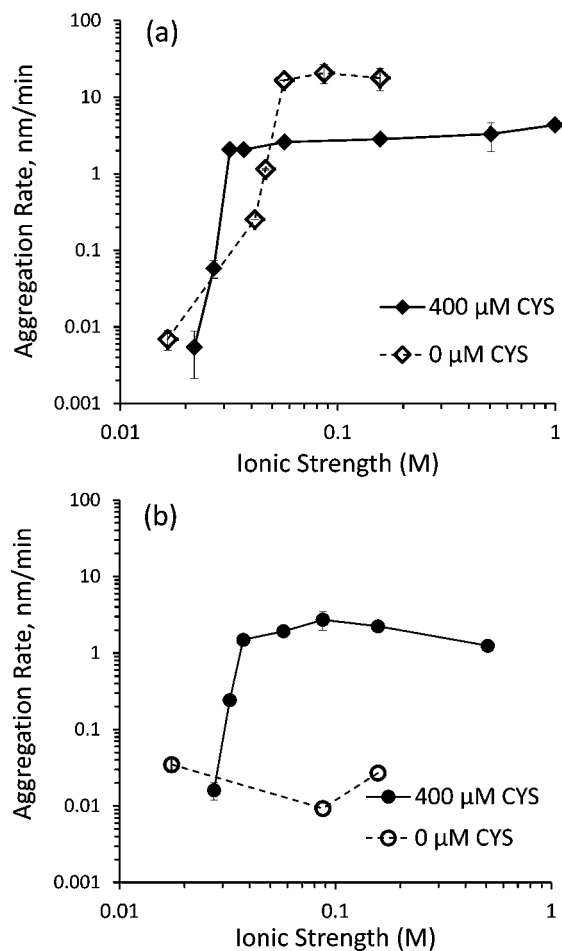 (a)
Aggregation Rate, nm/min
100
10
1
0.1
0.01
0.001
400 µM CYS
0 µM CYS
0.01 0.1 1
Ionic Strength (M)
(b)
Aggregation Rate, nm/min
100
10
1
0.1
0.01
0.001
400 µM CYS
0 µM CYS
0.01 0.1 1
Ionic Strength (M)